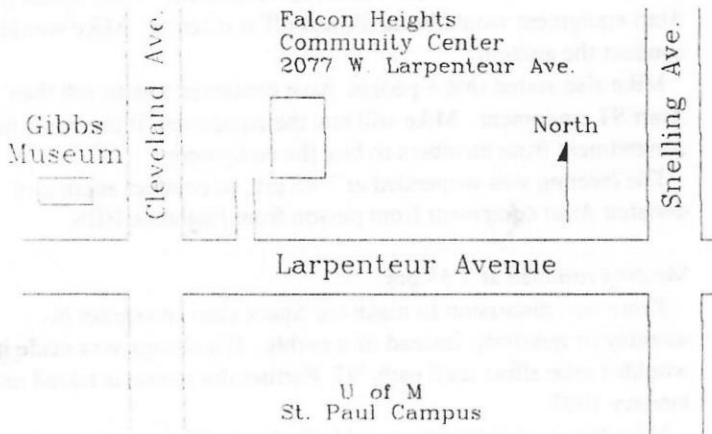 Falcon Heights
Community Center
2077 W. Larpenteur Ave.
Cleveland Ave.
Gibbs
Museum
North
Snelling Ave.
Larpenteur Avenue
U of M
St. Paul Campus